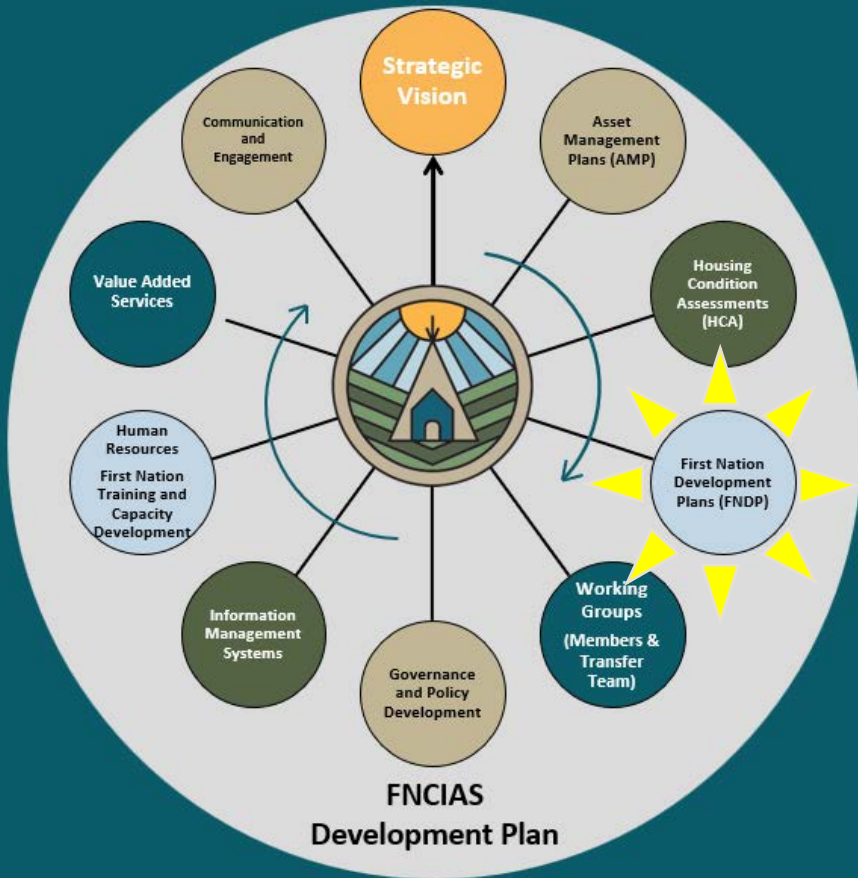 Strategic
Vision
Asset
Management
Plans (AMP)
Housing
Condition
Assessments
(HCA)
First Nation
Development
Plans (FNDP)
Working
Groups
(Members &
Transfer
Team)
Governance
and Policy
Development
Information
Management
Systems
Human
Resources
First Nation
Training and
Capacity
Development
Value Added
Services
Communication
and
Engagement
FNCIAS
Development Plan